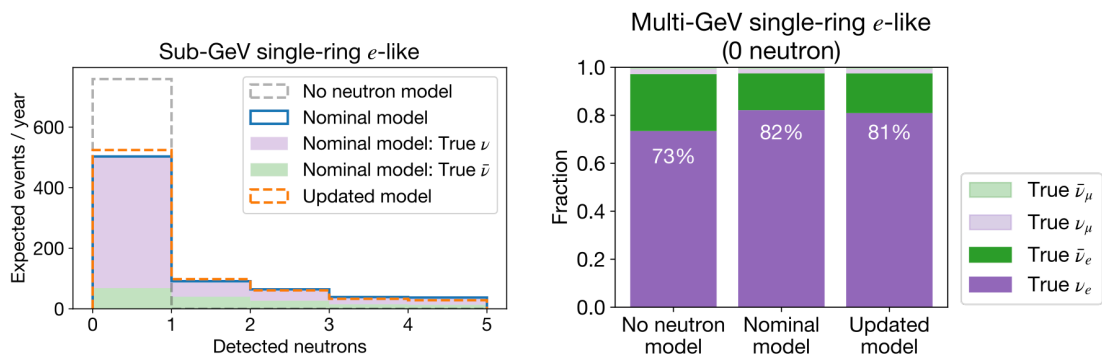 Sub-GeV single-ring e-like
Expected events / year
600
400
200
0
0 1 2 3 4 5
Detected neutrons
No neutron model
Nominal model
Nominal model: True ν
Nominal model: True ν̄
Updated model
Multi-GeV single-ring e-like
(0 neutron)
Fraction
1.0
0.8
0.6
0.4
0.2
0.0
73%
82%
81%
No neutron
model
Nominal
model
Updated
model
True ν̄μ
True νμ
True ν̄e
True νe